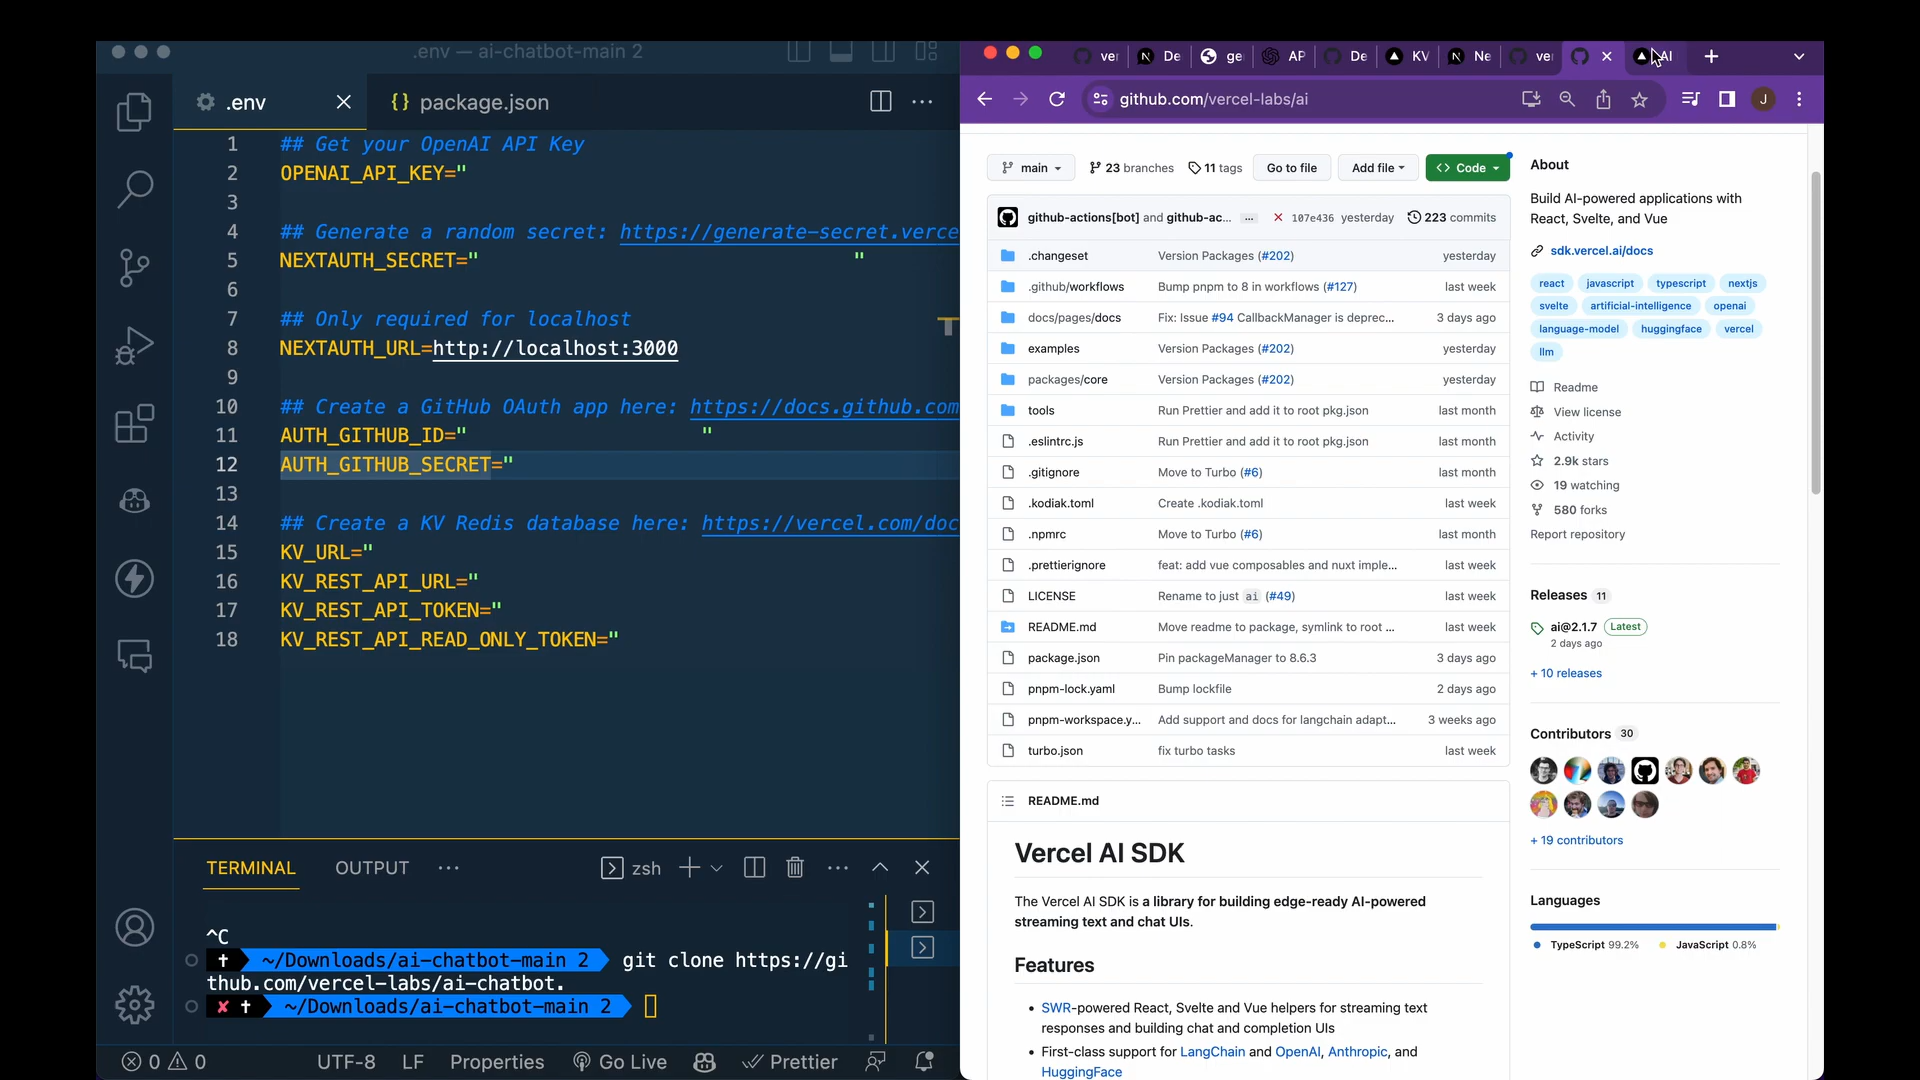 .env — ai-chatbot-main 2
.env
{} package.json
1 ## Get your OpenAI API Key
2 OPENAI_API_KEY="
3
4 ## Generate a random secret: https://generate-secret.verce
5 NEXTAUTH_SECRET=" "
6
7 ## Only required for localhost
8 NEXTAUTH_URL=http://localhost:3000
9
10 ## Create a GitHub OAuth app here: https://docs.github.com
11 AUTH_GITHUB_ID=" "
12 AUTH_GITHUB_SECRET="
13
14 ## Create a KV Redis database here: https://vercel.com/doc
15 KV_URL="
16 KV_REST_API_URL="
17 KV_REST_API_TOKEN="
18 KV_REST_API_READ_ONLY_TOKEN="
TERMINAL OUTPUT ··· zsh
^C
~/Downloads/ai-chatbot-main 2 git clone https://gi
thub.com/vercel-labs/ai-chatbot.
~/Downloads/ai-chatbot-main 2
0 0 UTF-8 LF Properties Go Live Prettier
ver De ge AP De KV Ne ve AI
github.com/vercel-labs/ai J
main 23 branches 11 tags Go to file Add file Code
github-actions[bot] and github-ac... ... 107e436 yesterday 223 commits
.changeset Version Packages (#202) yesterday
.github/workflows Bump pnpm to 8 in workflows (#127) last week
docs/pages/docs Fix: Issue #94 CallbackManager is deprec... 3 days ago
examples Version Packages (#202) yesterday
packages/core Version Packages (#202) yesterday
tools Run Prettier and add it to root pkg.json last month
.eslintrc.js Run Prettier and add it to root pkg.json last month
.gitignore Move to Turbo (#6) last month
.kodiak.toml Create .kodiak.toml last week
.npmrc Move to Turbo (#6) last month
.prettierignore feat: add vue composables and nuxt imple... last week
LICENSE Rename to just ai (#49) last week
README.md Move readme to package, symlink to root ... last week
package.json Pin packageManager to 8.6.3 3 days ago
pnpm-lock.yaml Bump lockfile 2 days ago
pnpm-workspace.y... Add support and docs for langchain adapt... 3 weeks ago
turbo.json fix turbo tasks last week
README.md
Vercel AI SDK
The Vercel AI SDK is a library for building edge-ready AI-powered
streaming text and chat UIs.
Features
• SWR-powered React, Svelte and Vue helpers for streaming text
responses and building chat and completion UIs
• First-class support for LangChain and OpenAI, Anthropic, and
HuggingFace
About
Build AI-powered applications with
React, Svelte, and Vue
sdk.vercel.ai/docs
react javascript typescript nextjs
svelte artificial-intelligence openai
language-model huggingface vercel
llm
Readme
View license
Activity
2.9k stars
19 watching
580 forks
Report repository
Releases 11
ai@2.1.7 Latest
2 days ago
+ 10 releases
Contributors 30
+ 19 contributors
Languages
TypeScript 99.2% JavaScript 0.8%